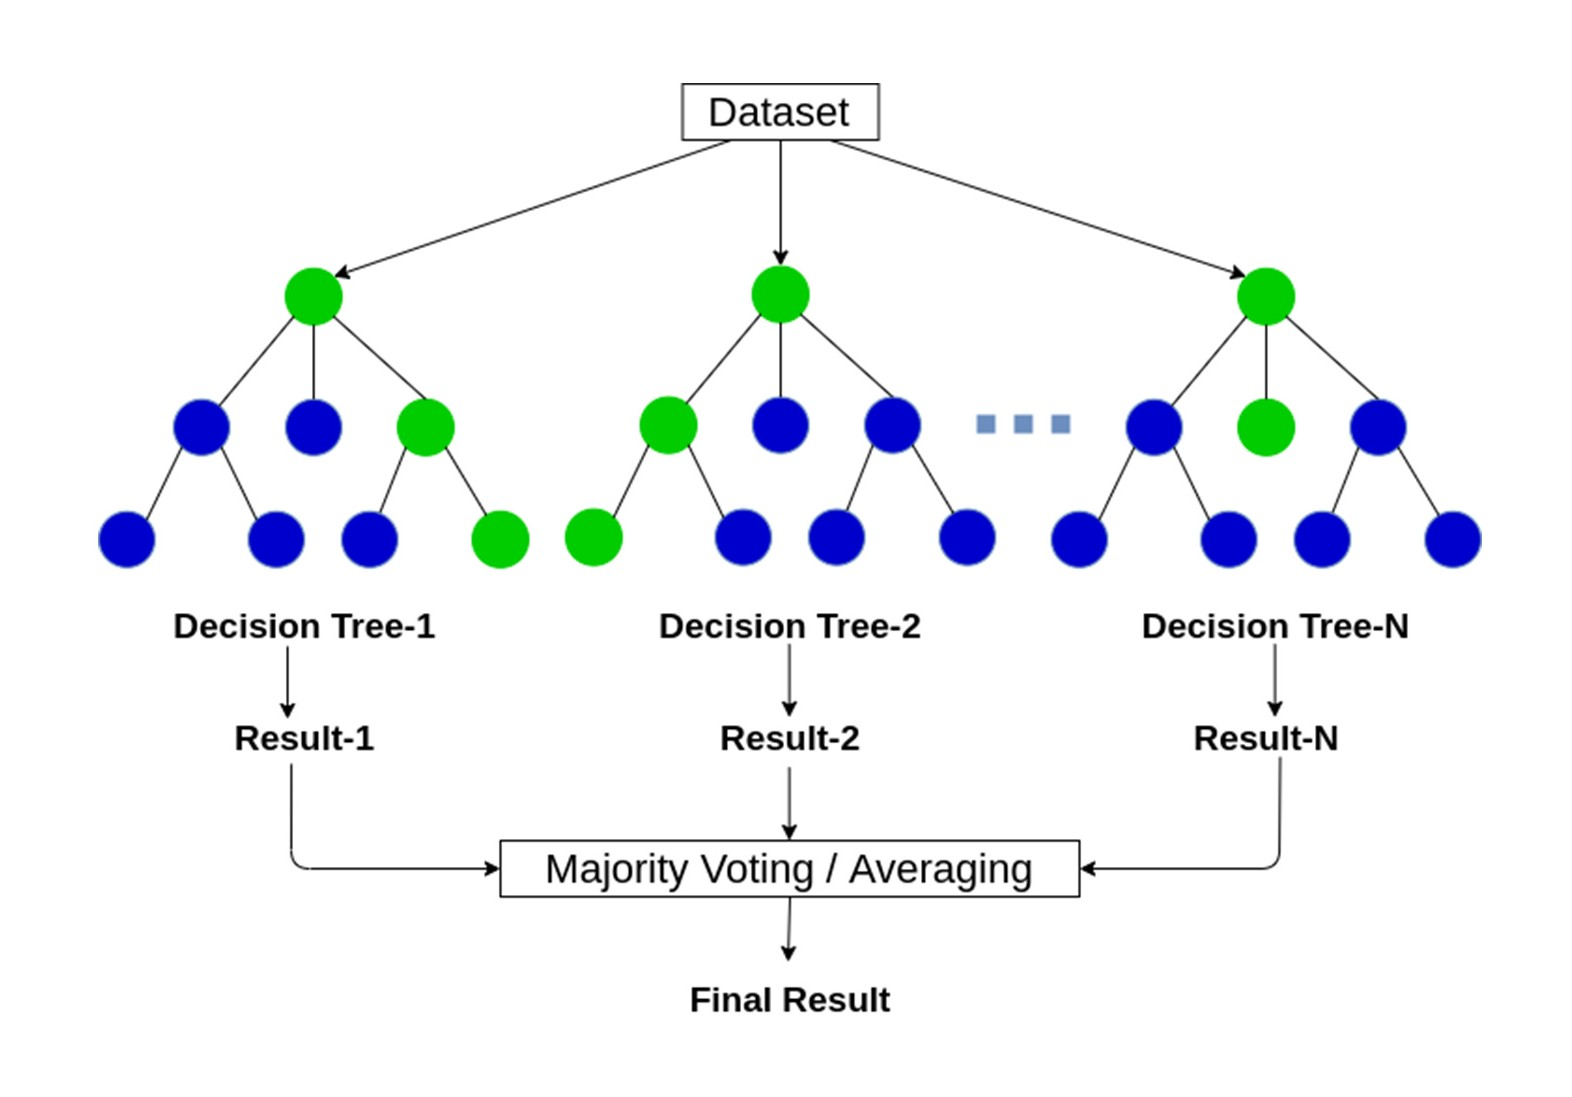 Dataset
Decision Tree-1
Decision Tree-2
Decision Tree-N
Result-1
Result-2
Result-N
Majority Voting / Averaging
Final Result